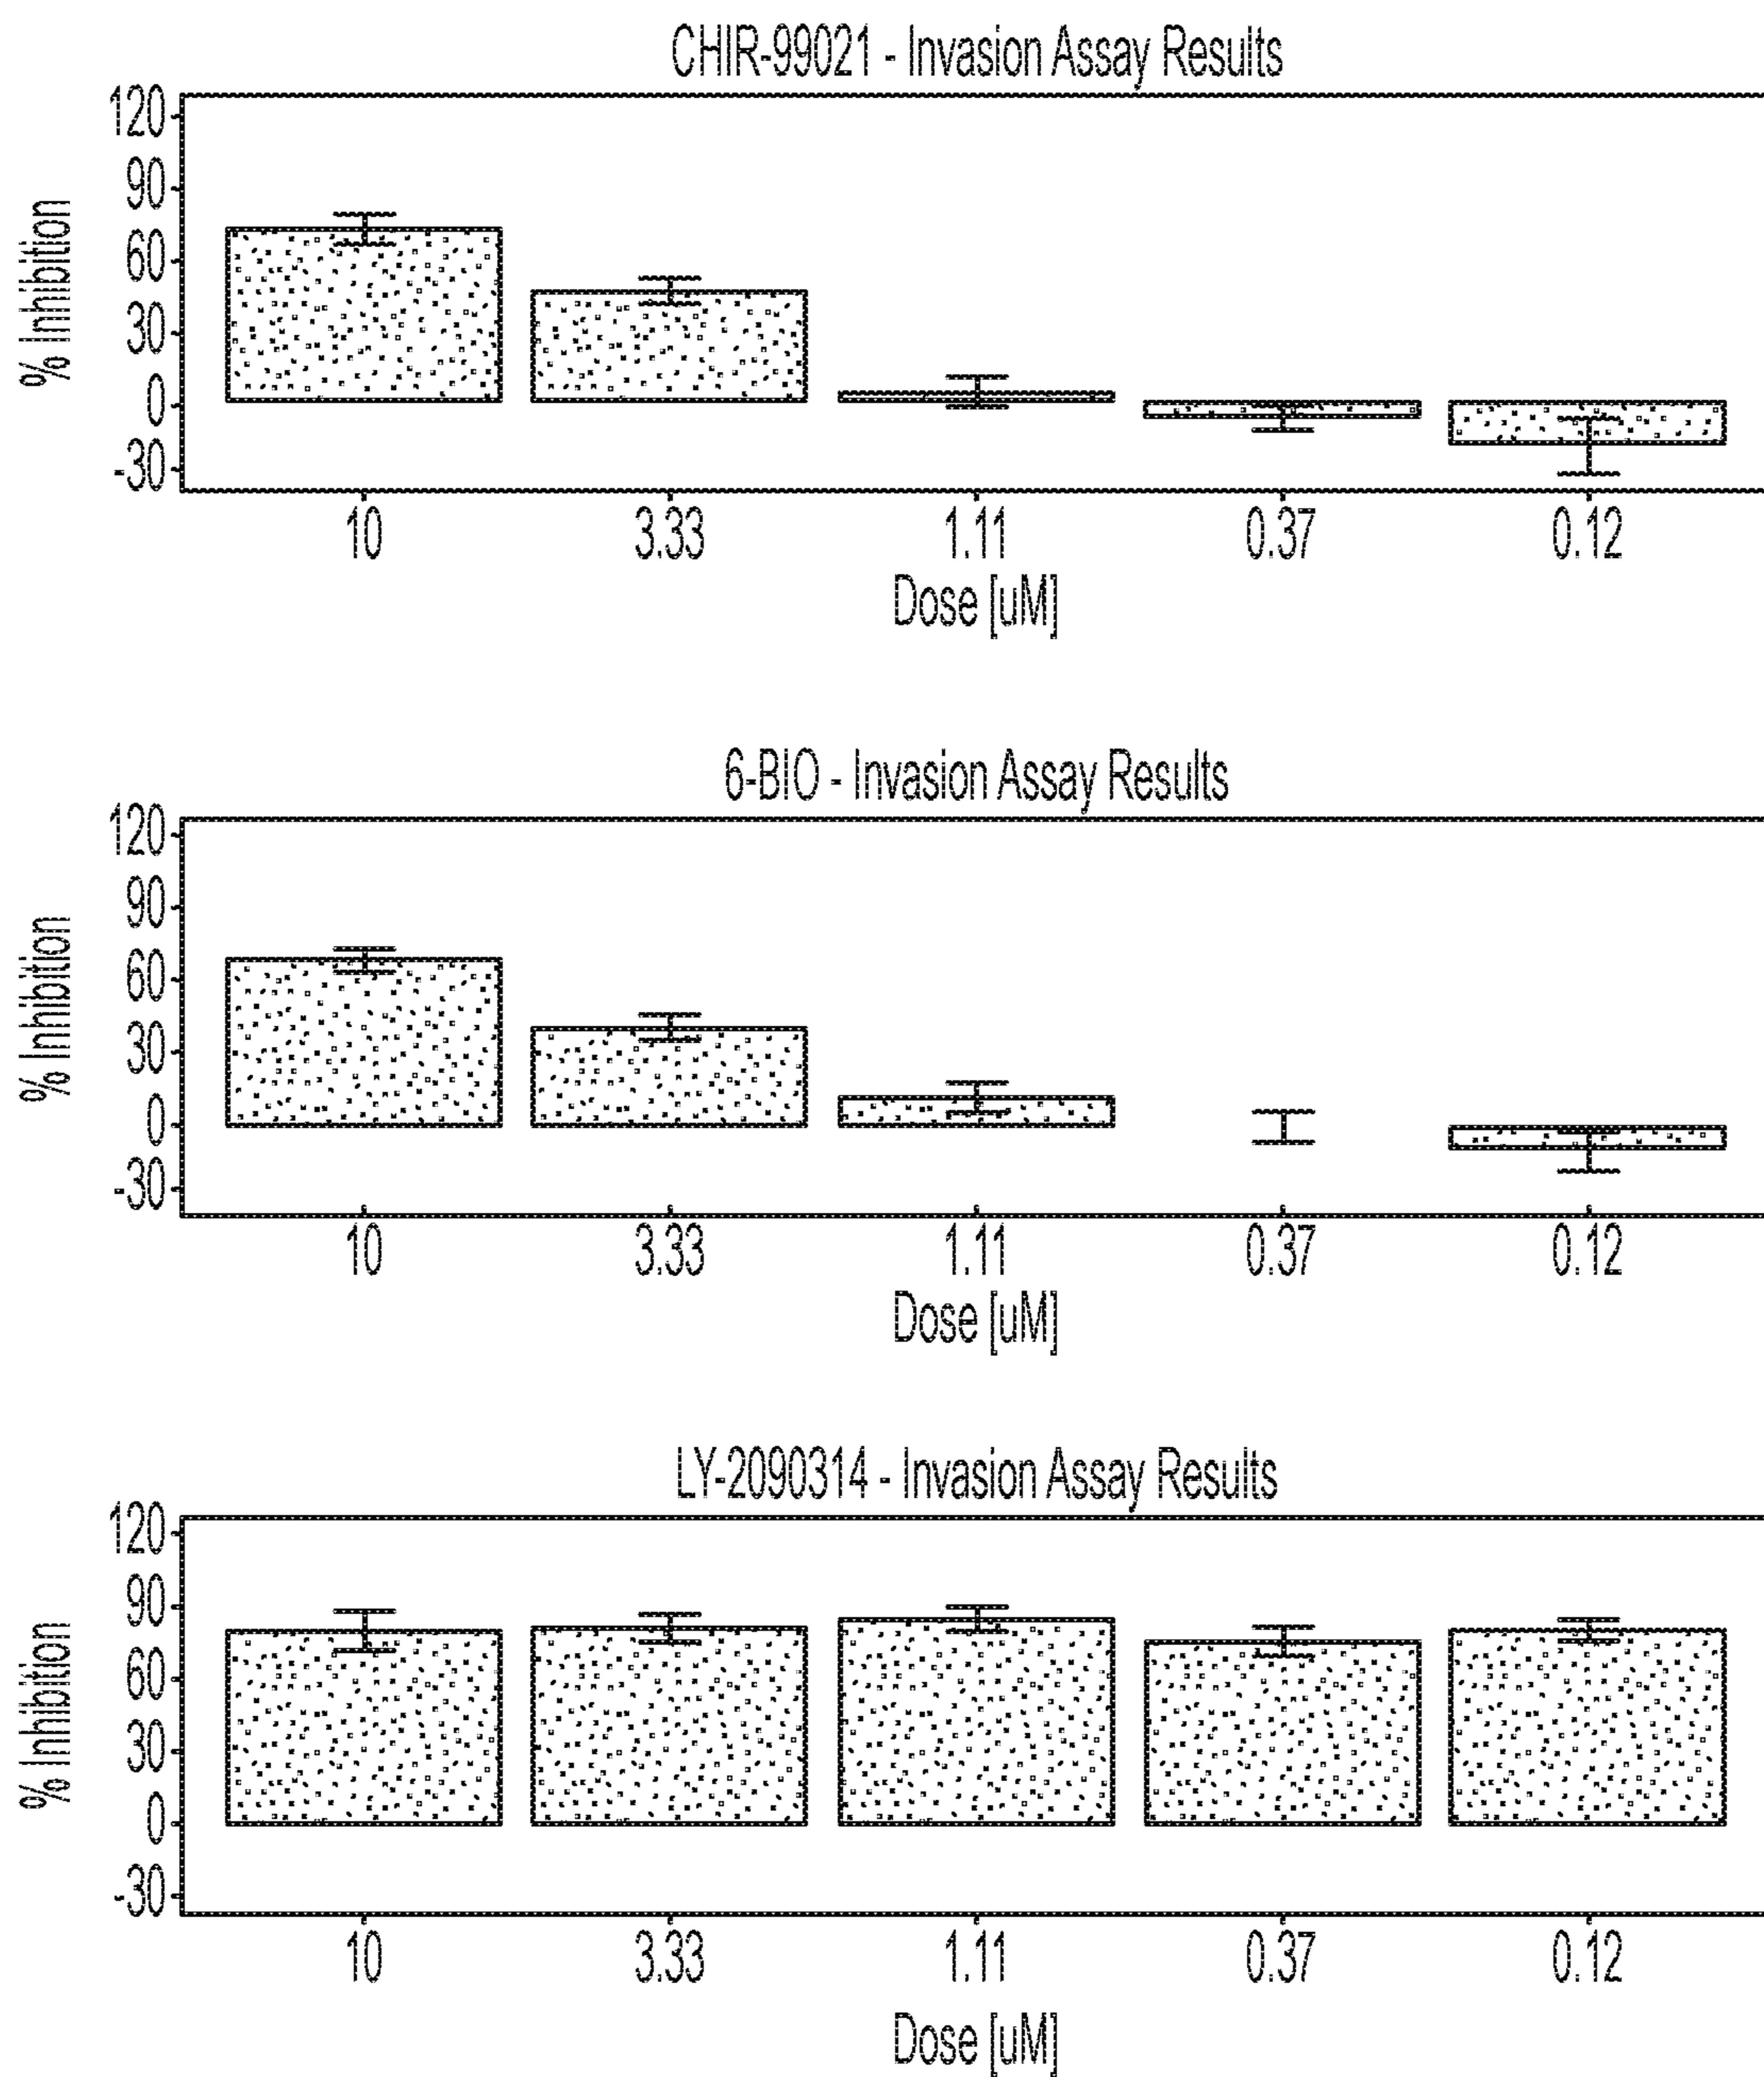 CHIR-99021 - Invasion Assay Results
120
90
60
30
0
-30
% Inhibition
10 3.33 1.11 0.37 0.12
Dose [uM]
6-BIO - Invasion Assay Results
120
90
60
30
0
-30
% Inhibition
10 3.33 1.11 0.37 0.12
Dose [uM]
LY-2090314 - Invasion Assay Results
120
90
60
30
0
-30
% Inhibition
10 3.33 1.11 0.37 0.12
Dose [uM]